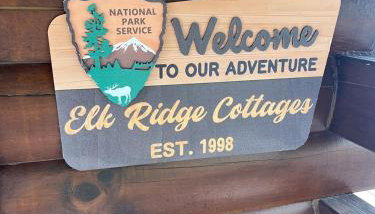 NATIONAL
PARK
SERVICE
Welcome
TO OUR ADVENTURE
Elk Ridge Cottages
EST. 1998